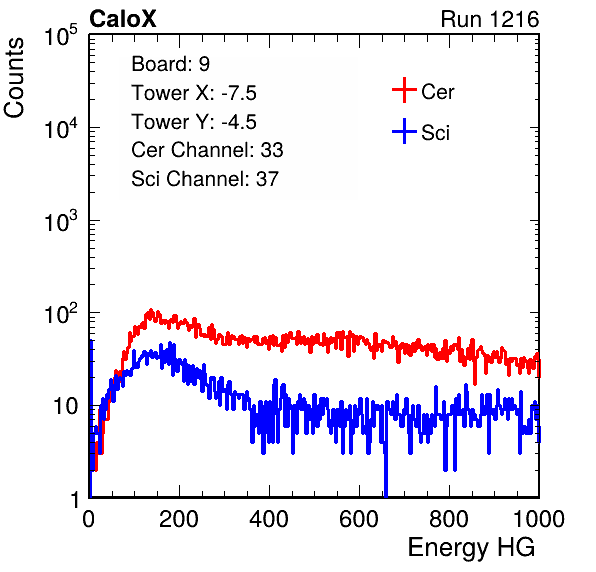 CaloX Run 1216
Counts
Board: 9
Tower X: -7.5
Tower Y: -4.5
Cer Channel: 33
Sci Channel: 37
Cer
Sci
10^5
10^4
10^3
10^2
10
1
0 200 400 600 800 1000
Energy HG